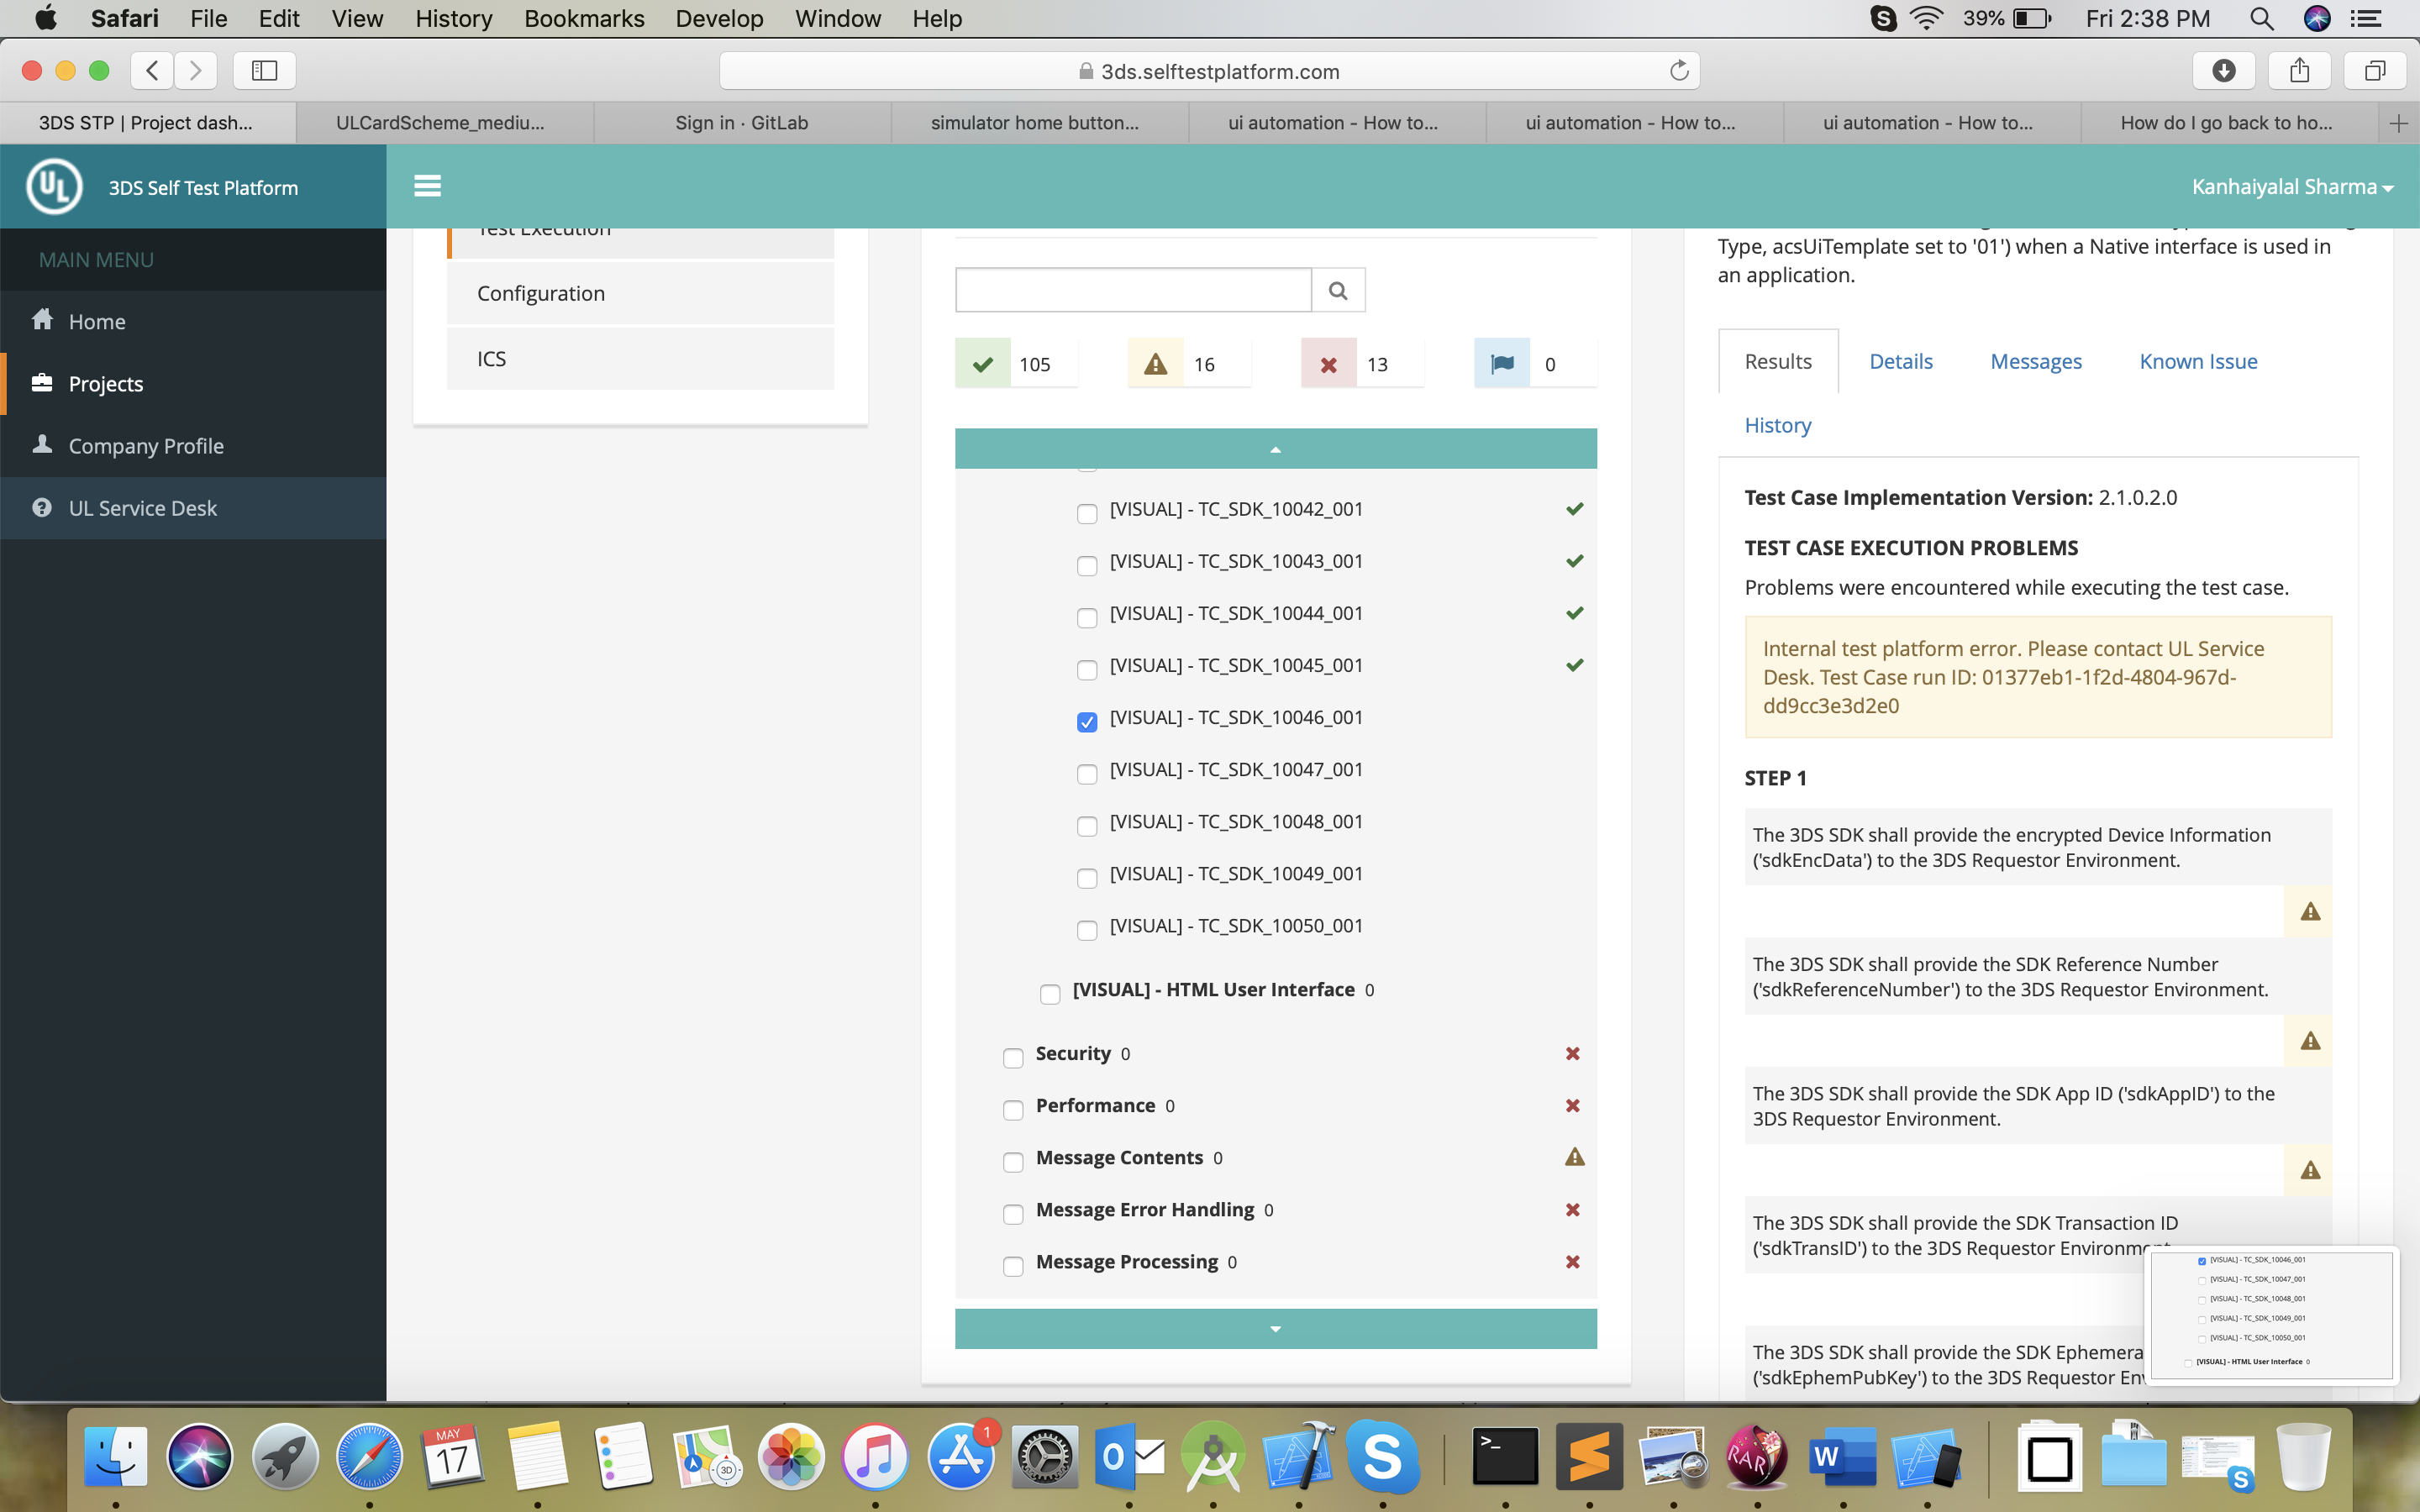 Safari File Edit View History Bookmarks Develop Window Help
39% Fri 2:38 PM
3ds.selftestplatform.com
3DS STP | Project dash...
ULCardScheme_mediu...
Sign in · GitLab
simulator home button...
ui automation - How to...
ui automation - How to...
ui automation - How to...
How do I go back to ho...
UL
3DS Self Test Platform
Kanhaiyalal Sharma
MAIN MENU
Home
Projects
Company Profile
UL Service Desk
Test Execution
Configuration
ICS
105
16
13
0
[VISUAL] - TC_SDK_10042_001
[VISUAL] - TC_SDK_10043_001
[VISUAL] - TC_SDK_10044_001
[VISUAL] - TC_SDK_10045_001
[VISUAL] - TC_SDK_10046_001
[VISUAL] - TC_SDK_10047_001
[VISUAL] - TC_SDK_10048_001
[VISUAL] - TC_SDK_10049_001
[VISUAL] - TC_SDK_10050_001
[VISUAL] - HTML User Interface 0
Security 0
Performance 0
Message Contents 0
Message Error Handling 0
Message Processing 0
Type, acsUiTemplate set to '01') when a Native interface is used in
an application.
Results
Details
Messages
Known Issue
History
Test Case Implementation Version: 2.1.0.2.0
TEST CASE EXECUTION PROBLEMS
Problems were encountered while executing the test case.
Internal test platform error. Please contact UL Service
Desk. Test Case run ID: 01377eb1-1f2d-4804-967d-
dd9cc3e3d2e0
STEP 1
The 3DS SDK shall provide the encrypted Device Information
('sdkEncData') to the 3DS Requestor Environment.
The 3DS SDK shall provide the SDK Reference Number
('sdkReferenceNumber') to the 3DS Requestor Environment.
The 3DS SDK shall provide the SDK App ID ('sdkAppID') to the
3DS Requestor Environment.
The 3DS SDK shall provide the SDK Transaction ID
('sdkTransID') to the 3DS Requestor Environment
The 3DS SDK shall provide the SDK Ephemera
('sdkEphemPubKey') to the 3DS Requestor En
[VISUAL] - TC_SDK_10046_001
[VISUAL] - TC_SDK_10047_001
[VISUAL] - TC_SDK_10048_001
[VISUAL] - TC_SDK_10049_001
[VISUAL] - TC_SDK_10050_001
[VISUAL] - HTML User Interface 0
MAY
17
3D
1
O
S
>_
RAR
W
S